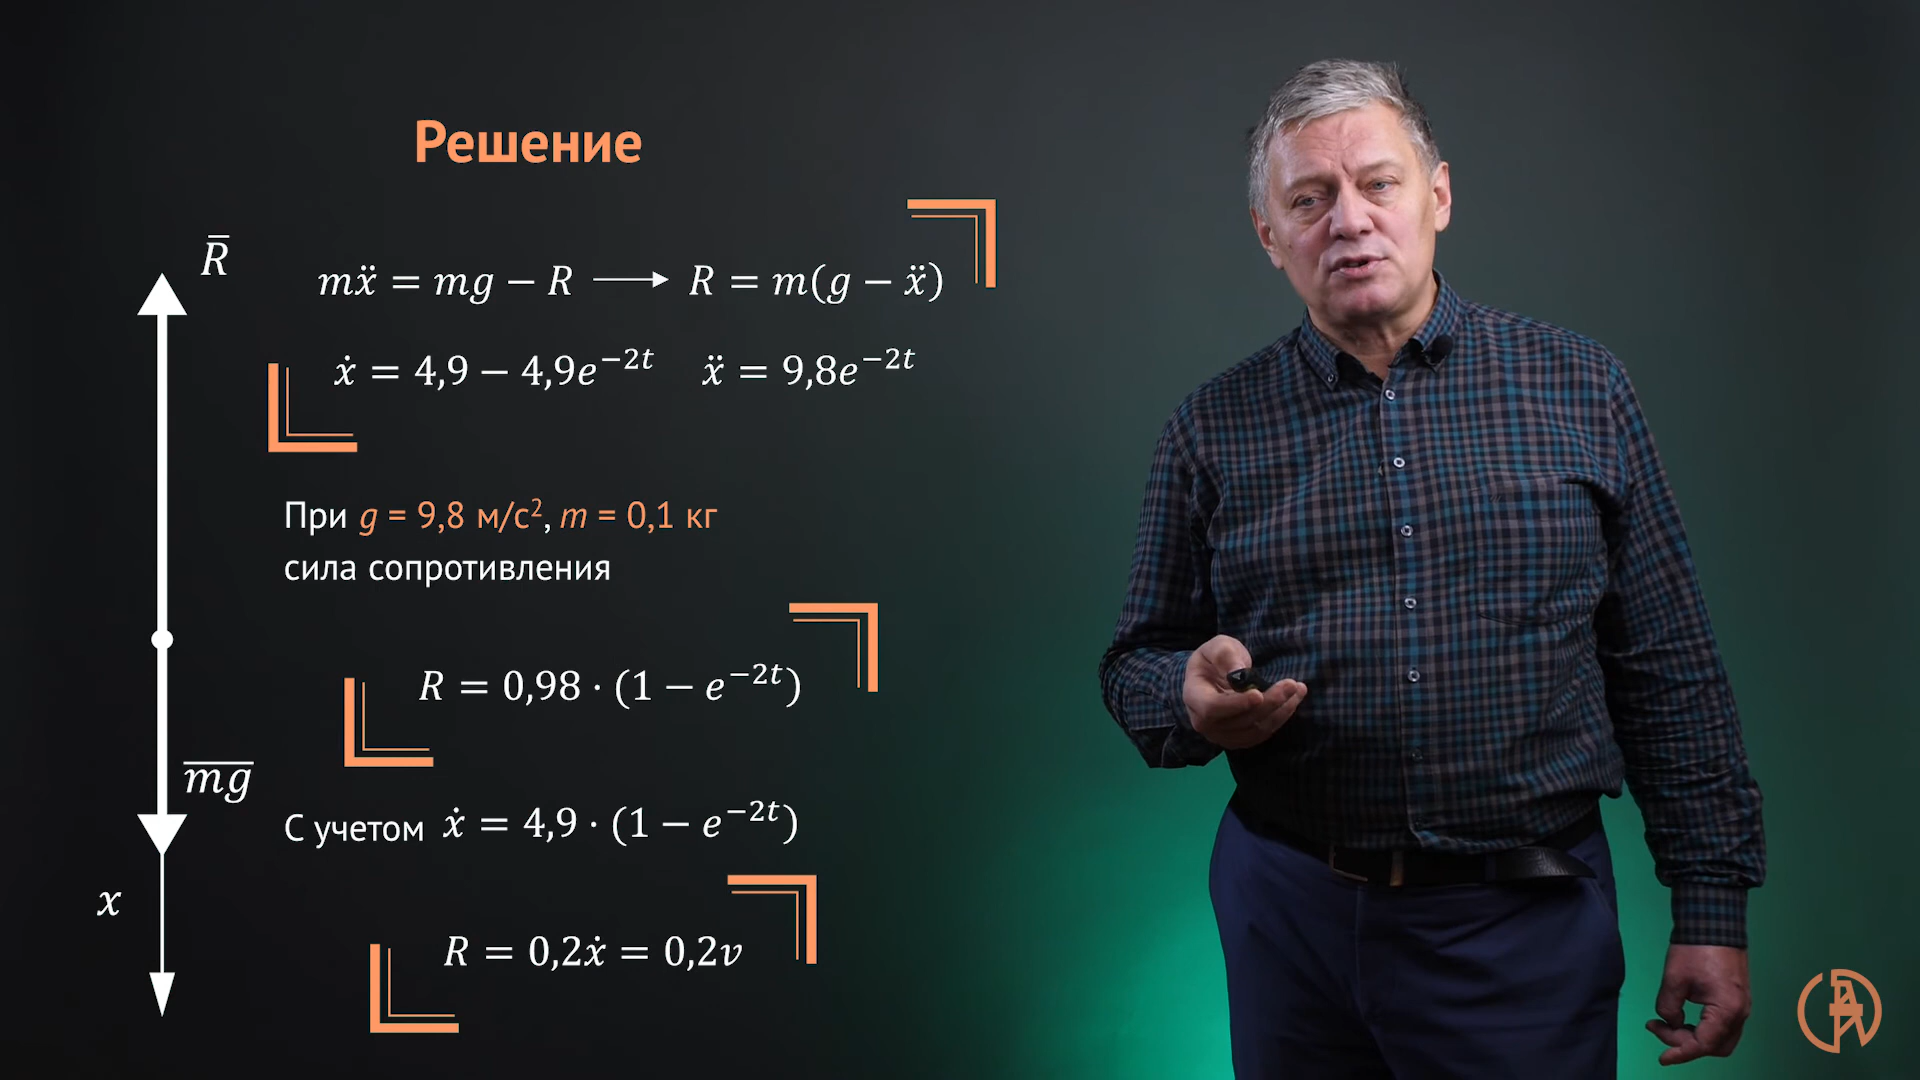 Решение
R̄
mẍ = mg − R ⟶ R = m(g − ẍ)
ẋ = 4,9 − 4,9e⁻²ᵗ ẍ = 9,8e⁻²ᵗ
При g = 9,8 м/с², m = 0,1 кг
сила сопротивления
R = 0,98 · (1 − e⁻²ᵗ)
m̅g̅
С учетом ẋ = 4,9 · (1 − e⁻²ᵗ)
x
R = 0,2ẋ = 0,2v